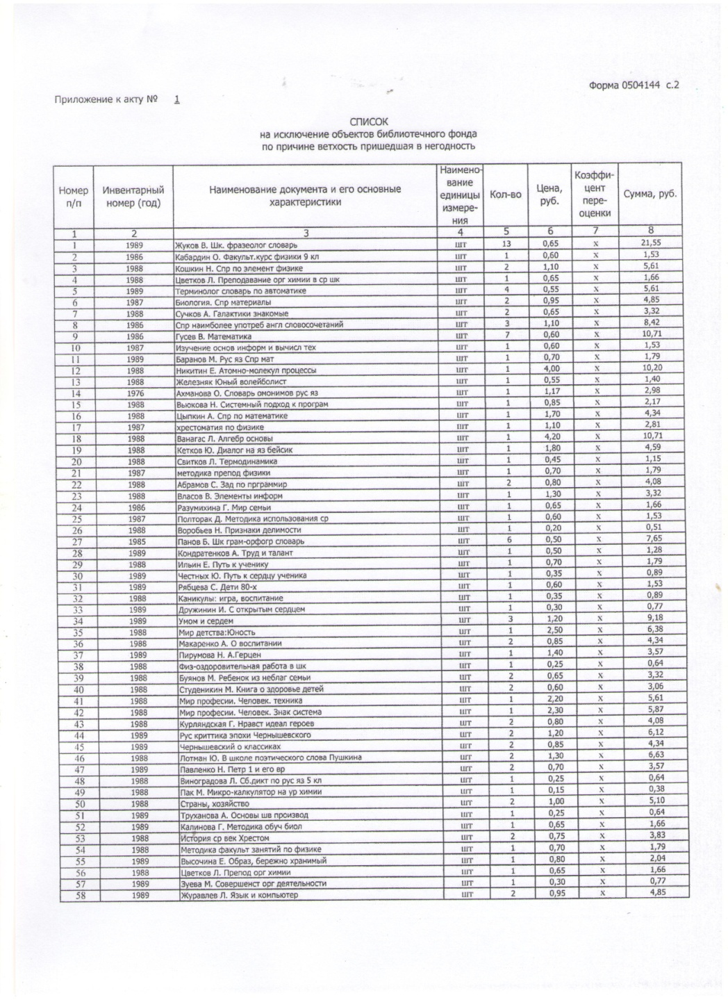 Форма 0504144 с.2
Приложение к акту № 1
СПИСОК
на исключение объектов библиотечного фонда
по причине ветхость пришедшая в негодность
Номер п/п Инвентарный номер (год) Наименование документа и его основные характеристики Наимено-вание единицы измере-ния Кол-во Цена, руб. Коэффи-цент пере-оценки Сумма, руб.
1 2 3 4 5 6 7 8
1 1989 Жуков В. Шк. фразеолог словарь шт 13 0,65 х 21,55
2 1986 Кабардин О. Факульт.курс физики 9 кл шт 1 0,60 х 1,53
3 1988 Кошкин Н. Спр по элемент физике шт 2 1,10 х 5,61
4 1988 Цветков Л. Преподавание орг химии в ср шк шт 1 0,65 х 1,66
5 1989 Терминолог словарь по автоматике шт 4 0,55 х 5,61
6 1987 Биология. Спр материалы шт 2 0,95 х 4,85
7 1988 Сучков А. Галактики знакомые шт 2 0,65 х 3,32
8 1986 Спр наиболее употреб англ словосочетаний шт 3 1,10 х 8,42
9 1986 Гусев В. Математика шт 7 0,60 х 10,71
10 1987 Изучение основ информ и вычисл тех шт 1 0,60 х 1,53
11 1989 Баранов М. Рус яз Спр мат шт 1 0,70 х 1,79
12 1988 Никитин Е. Атомно-молекул процессы шт 1 4,00 х 10,20
13 1988 Железняк Юный волейболист шт 1 0,55 х 1,40
14 1976 Ахманова О. Словарь омонимов рус яз шт 1 1,17 х 2,98
15 1988 Вьюкова Н. Системный подход к програм шт 1 0,85 х 2,17
16 1988 Цыпкин А. Спр по математике шт 1 1,70 х 4,34
17 1987 хрестоматия по физике шт 1 1,10 х 2,81
18 1988 Ванагас Л. Алгебр основы шт 1 4,20 х 10,71
19 1988 Кетков Ю. Диалог на яз бейсик шт 1 1,80 х 4,59
20 1988 Свитков Л. Термодинамика шт 1 0,45 х 1,15
21 1987 методика препод физики шт 1 0,70 х 1,79
22 1988 Абрамов С. Зад по прграммир шт 2 0,80 х 4,08
23 1988 Власов В. Элементы информ шт 1 1,30 х 3,32
24 1986 Разумихина Г. Мир семьи шт 1 0,65 х 1,66
25 1987 Полторак Д. Методика использования ср шт 1 0,60 х 1,53
26 1988 Воробьев Н. Признаки делимости шт 1 0,20 х 0,51
27 1985 Панов Б. Шк грам-орфогр словарь шт 6 0,50 х 7,65
28 1989 Кондратенков А. Труд и талант шт 1 0,50 х 1,28
29 1988 Ильин Е. Путь к ученику шт 1 0,70 х 1,79
30 1989 Честных Ю. Путь к сердцу ученика шт 1 0,35 х 0,89
31 1989 Рябцева С. Дети 80-х шт 1 0,60 х 1,53
32 1988 Каникулы: игра, воспитание шт 1 0,35 х 0,89
33 1989 Дружинин И. С открытым сердцем шт 1 0,30 х 0,77
34 1989 Умом и сердем шт 3 1,20 х 9,18
35 1988 Мир детства:Юность шт 1 2,50 х 6,38
36 1988 Макаренко А. О воспитании шт 2 0,85 х 4,34
37 1989 Пирумова Н. А.Герцен шт 1 1,40 х 3,57
38 1988 Физ-оздоровительная работа в шк шт 1 0,25 х 0,64
39 1988 Буянов М. Ребенок из неблаг семьи шт 2 0,65 х 3,32
40 1988 Студеникин М. Книга о здоровье детей шт 2 0,60 х 3,06
41 1988 Мир професии. Человек. техника шт 1 2,20 х 5,61
42 1988 Мир професии. Человек. Знак система шт 1 2,30 х 5,87
43 1988 Курляндская Г. Нравст идеал героев шт 2 0,80 х 4,08
44 1989 Рус криттика эпохи Чернышевского шт 2 1,20 х 6,12
45 1989 Чернышевский о классиках шт 2 0,85 х 4,34
46 1988 Лотман Ю. В школе поэтического слова Пушкина шт 2 1,30 х 6,63
47 1989 Павленко Н. Петр 1 и его вр шт 2 0,70 х 3,57
48 1988 Виноградова Л. Сб.дикт по рус яз 5 кл шт 1 0,25 х 0,64
49 1988 Пак М. Микро-калкулятор на ур химии шт 1 0,15 х 0,38
50 1988 Страны, хозяйство шт 2 1,00 х 5,10
51 1989 Труханова А. Основы шв производ шт 1 0,25 х 0,64
52 1989 Калинова Г. Методика обуч биол шт 1 0,65 х 1,66
53 1988 История ср век Хрестом шт 2 0,75 х 3,83
54 1988 Методика факульт занятий по физике шт 1 0,70 х 1,79
55 1989 Высочина Е. Образ, бережно хранимый шт 1 0,80 х 2,04
56 1988 Цветков Л. Препод орг химии шт 1 0,65 х 1,66
57 1989 Зуева М. Совершенст орг деятельности шт 1 0,30 х 0,77
58 1989 Журавлев Л. Язык и компьютер шт 2 0,95 х 4,85